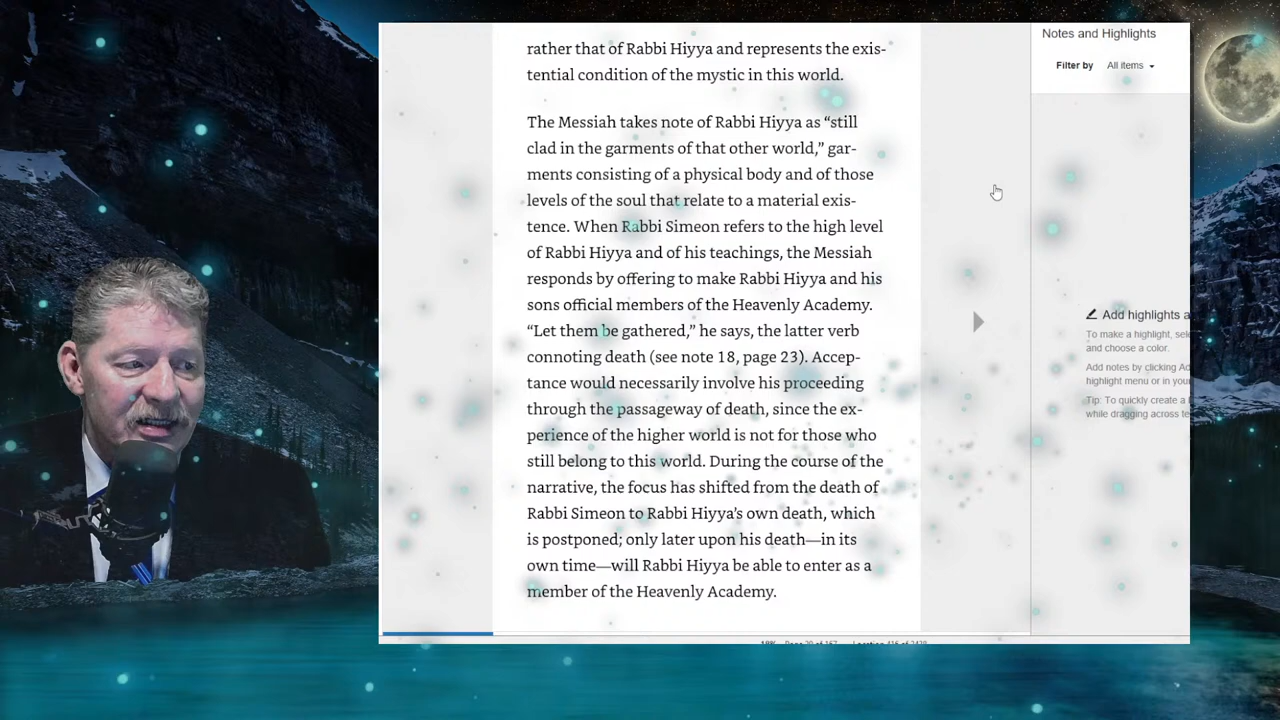 rather that of Rabbi Hiyya and represents the exis-
tential condition of the mystic in this world.
The Messiah takes note of Rabbi Hiyya as “still
clad in the garments of that other world,” gar-
ments consisting of a physical body and of those
levels of the soul that relate to a material exis-
tence. When Rabbi Simeon refers to the high level
of Rabbi Hiyya and of his teachings, the Messiah
responds by offering to make Rabbi Hiyya and his
sons official members of the Heavenly Academy.
“Let them be gathered,” he says, the latter verb
connoting death (see note 18, page 23). Accep-
tance would necessarily involve his proceeding
through the passageway of death, since the ex-
perience of the higher world is not for those who
still belong to this world. During the course of the
narrative, the focus has shifted from the death of
Rabbi Simeon to Rabbi Hiyya’s own death, which
is postponed; only later upon his death—in its
own time—will Rabbi Hiyya be able to enter as a
member of the Heavenly Academy.
Notes and Highlights
Filter by All items
Add highlights a
To make a highlight, sele
and choose a color.
Add notes by clicking Ad
highlight menu or in your
Tip: To quickly create a
while dragging across te